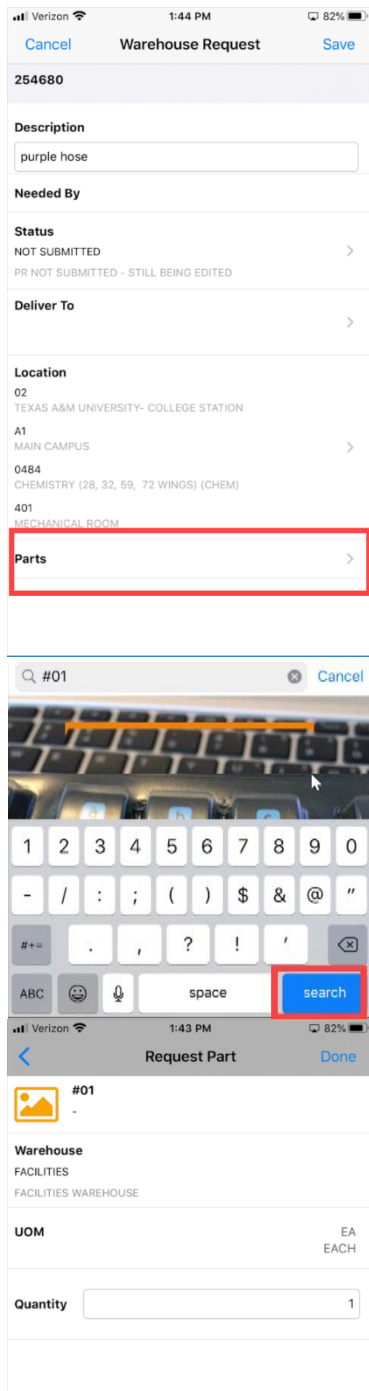 Verizon 1:44 PM 82%
Cancel Warehouse Request Save
254680
Description
purple hose
Needed By
Status
NOT SUBMITTED
PR NOT SUBMITTED - STILL BEING EDITED
Deliver To
Location
02
TEXAS A&M UNIVERSITY- COLLEGE STATION
A1
MAIN CAMPUS
0484
CHEMISTRY (28, 32, 59, 72 WINGS) (CHEM)
401
MECHANICAL ROOM
Parts
#01 Cancel
1 2 3 4 5 6 7 8 9 0
- / : ; ( ) $ & @ "
#+= . , ? ! '
ABC space search
Verizon 1:43 PM 82%
Request Part Done
#01
-
Warehouse
FACILITIES
FACILITIES WAREHOUSE
UOM EA
EACH
Quantity 1